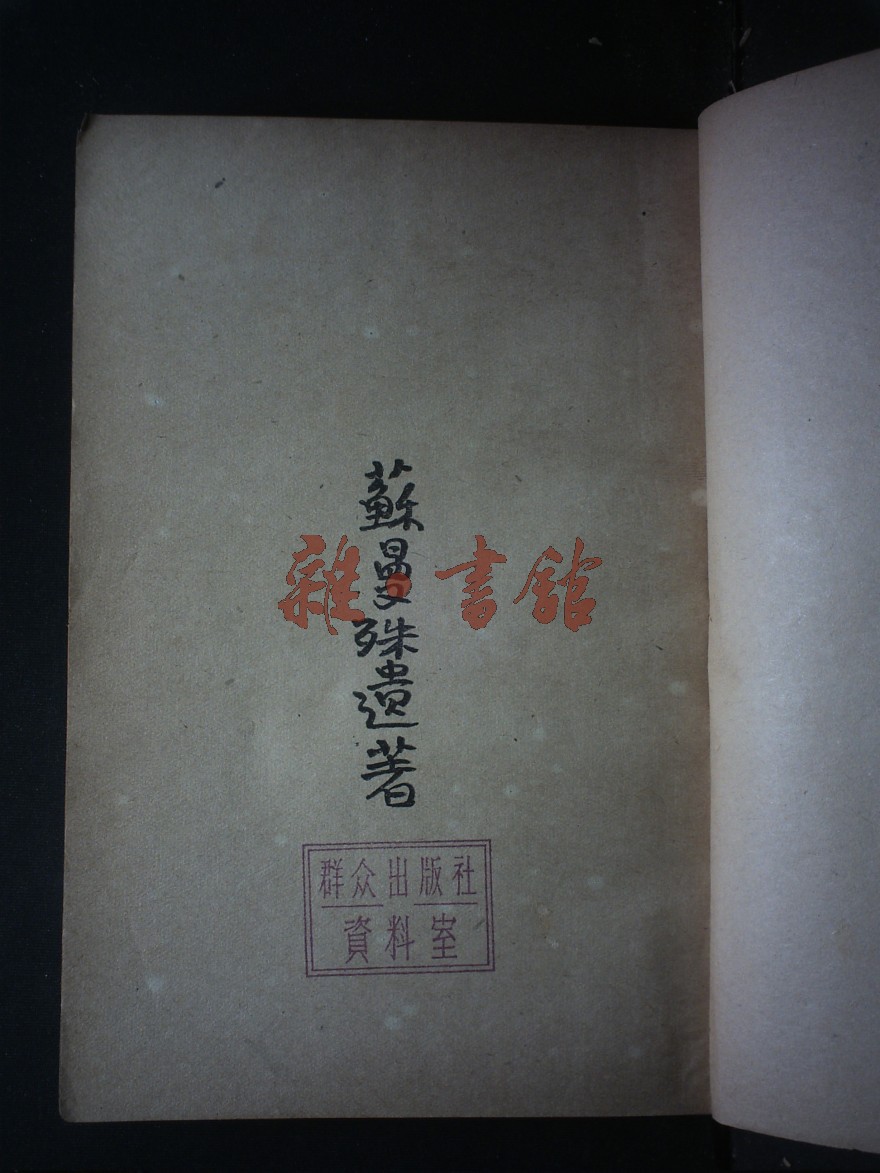 蘇曼殊遺著
雜·書館
群众出版社
資料室